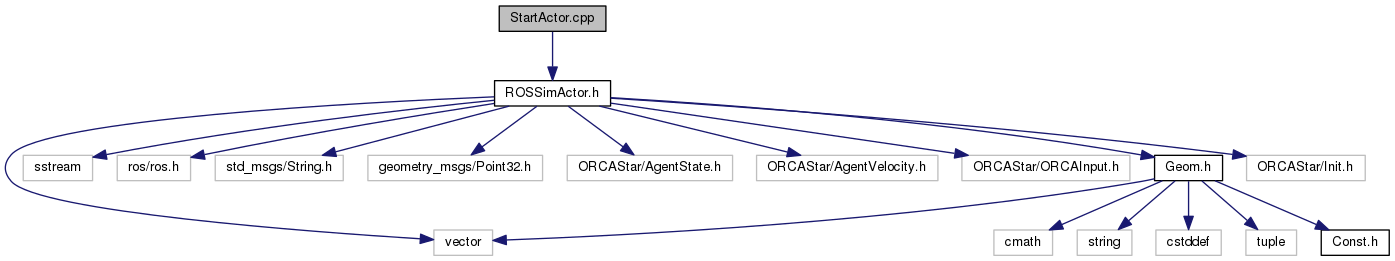 StartActor.cpp
ROSSimActor.h
sstream
ros/ros.h
std_msgs/String.h
geometry_msgs/Point32.h
ORCAStar/AgentState.h
ORCAStar/AgentVelocity.h
ORCAStar/ORCAInput.h
Geom.h
ORCAStar/Init.h
vector
cmath
string
cstddef
tuple
Const.h